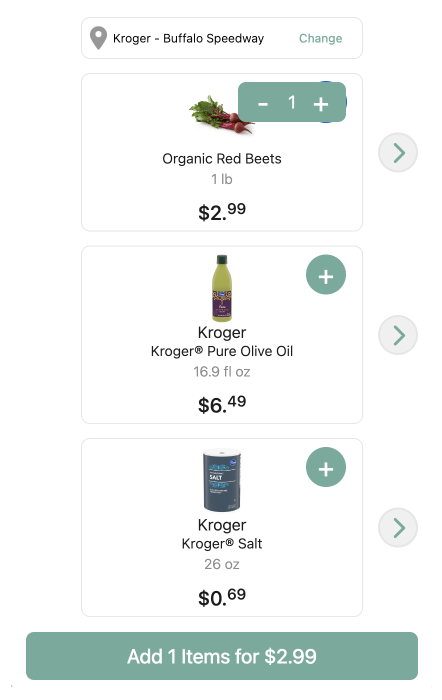 Kroger - Buffalo Speedway Change
- 1 +
Organic Red Beets
1 lb
$2.99
+
Kroger
Kroger® Pure Olive Oil
16.9 fl oz
$6.49
+
SALT
Kroger
Kroger® Salt
26 oz
$0.69
Add 1 Items for $2.99